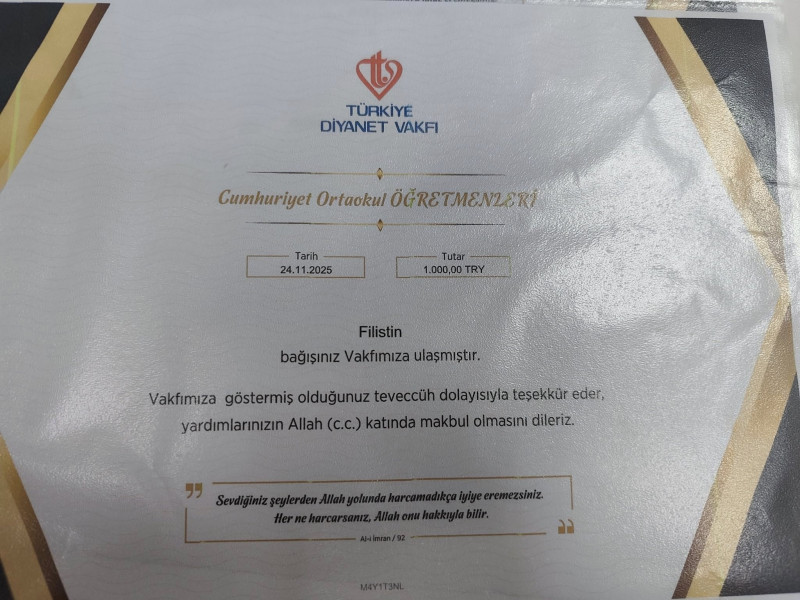 TÜRKİYE
DİYANET VAKFI
Cumhuriyet Ortaokul ÖĞRETMENLERİ
Tarih
24.11.2025
Tutar
1.000,00 TRY
Filistin
bağışınız Vakfımıza ulaşmıştır.
Vakfımıza göstermiş olduğunuz teveccüh dolayısıyla teşekkür eder,
yardımlarınızın Allah (c.c.) katında makbul olmasını dileriz.
Sevdiğiniz şeylerden Allah yolunda harcamadıkça iyiye eremezsiniz.
Her ne harcarsanız, Allah onu hakkıyla bilir.
Al-i İmran / 92
M4Y1T3NL